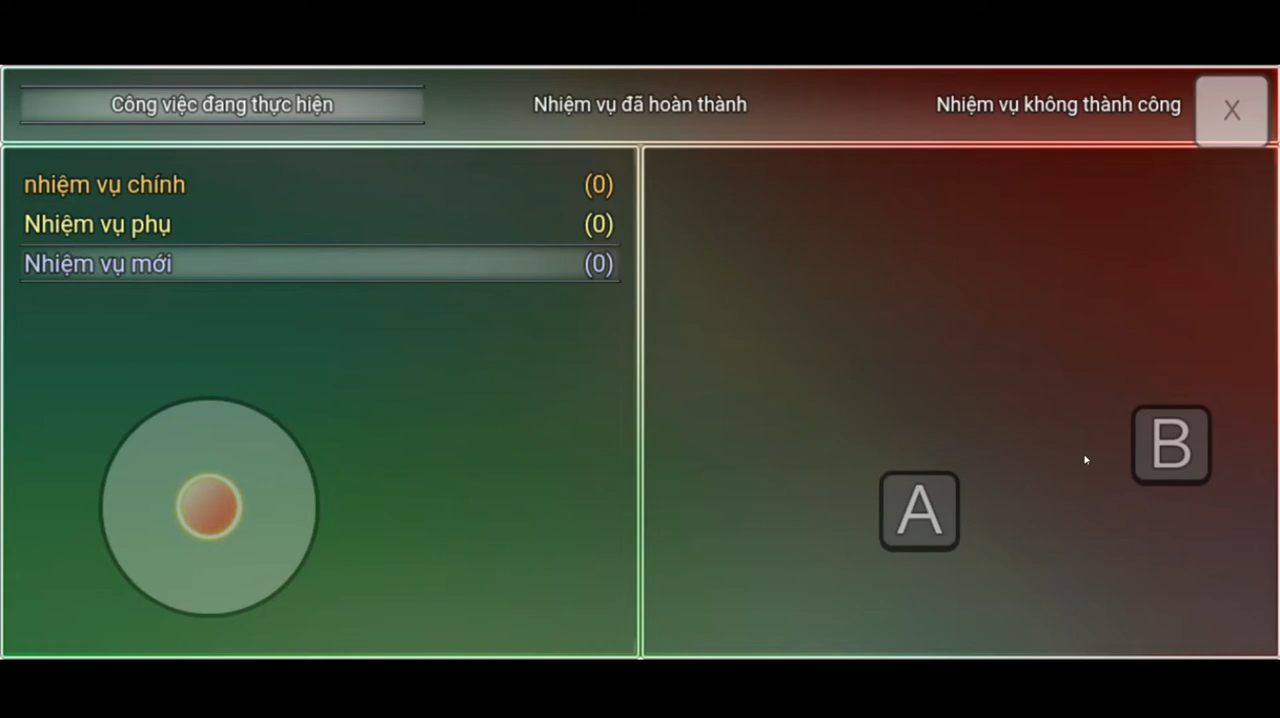 Công việc đang thực hiện
Nhiệm vụ đã hoàn thành
Nhiệm vụ không thành công
X
nhiệm vụ chính (0)
Nhiệm vụ phụ (0)
Nhiệm vụ mới (0)
B
A